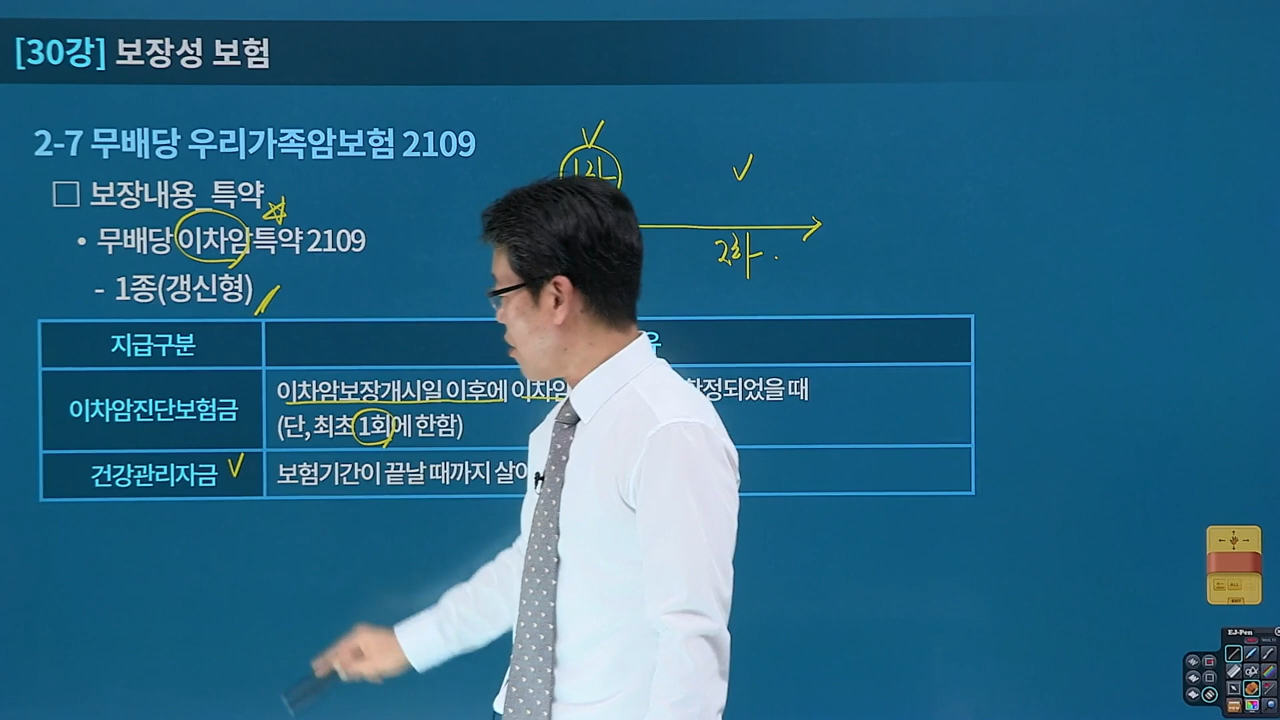 [30강] 보장성 보험
2-7 무배당 우리가족암보험 2109
□ 보장내용_특약
• 무배당 이차암특약 2109
- 1종(갱신형)
2차
지급구분
이차암진단보험금
이차암보장개시일 이후에 이차암 확정되었을 때
(단, 최초 1회에 한함)
건강관리자금
보험기간이 끝날 때까지 살아
EJ-Pen